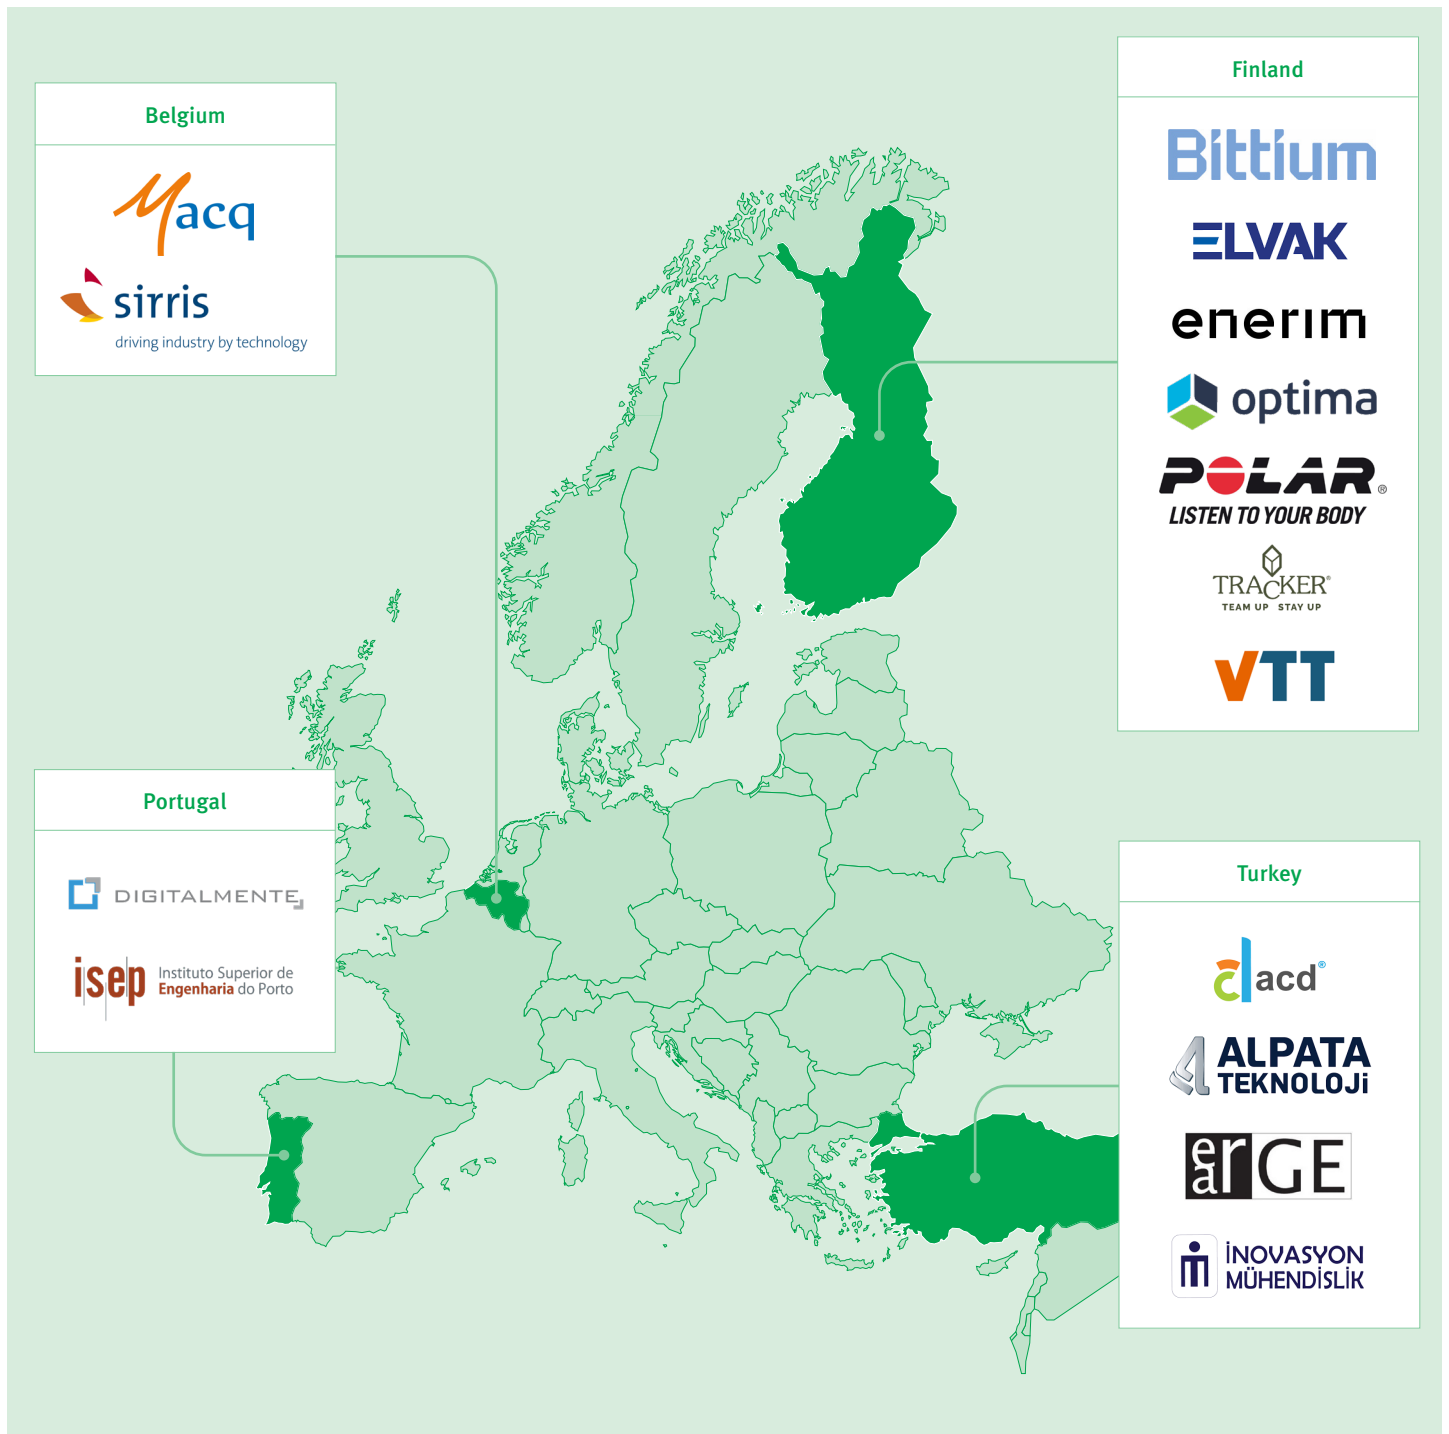 Belgium
Macq
sirris
driving industry by technology
Portugal
DIGITALMENTE
isep Instituto Superior de
Engenharia do Porto
Finland
Bittium
ELVAK
enerim
optima
POLAR®
LISTEN TO YOUR BODY
TRACKER®
TEAM UP STAY UP
VTT
Turkey
acd®
ALPATA
TEKNOLOJi
erarGE
İNOVASYON
MÜHENDİSLİK